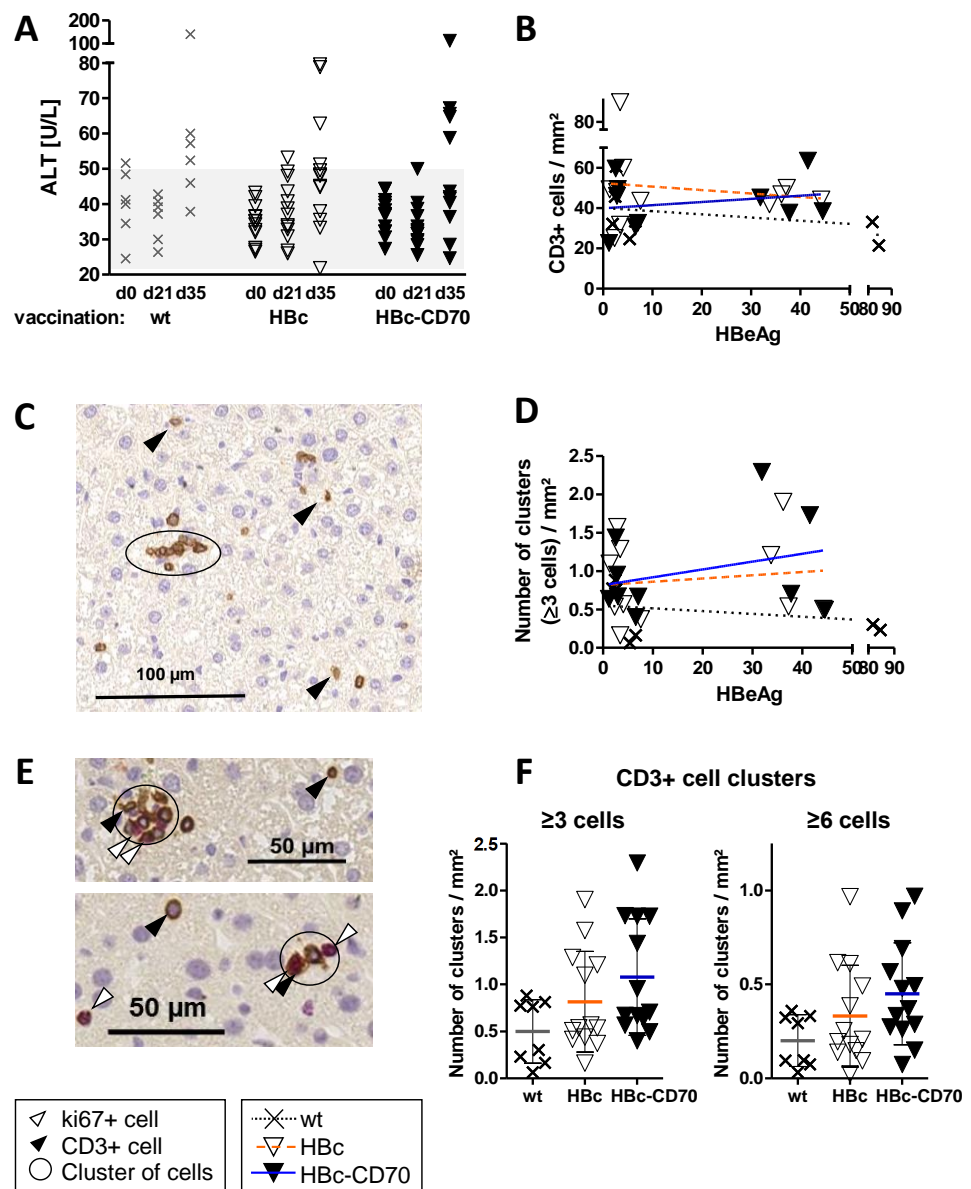 A
ALT [U/L]
200
100
80
70
60
50
40
30
20
d0 d21 d35 d0 d21 d35 d0 d21 d35
vaccination: wt HBc HBc-CD70
B
CD3+ cells / mm²
80
60
40
20
0
0 10 20 30 40 50 80 90
HBeAg
C
100 µm
D
Number of clusters
(≥3 cells) / mm²
2.5
2.0
1.5
1.0
0.5
0.0
0 10 20 30 40 50 80 90
HBeAg
E
50 µm
50 µm
F
CD3+ cell clusters
≥3 cells
Number of clusters / mm²
2.5
2.0
1.5
1.0
0.5
0.0
wt HBc HBc-CD70
≥6 cells
Number of clusters / mm²
1.0
0.5
0.0
wt HBc HBc-CD70
ki67+ cell
CD3+ cell
Cluster of cells
wt
HBc
HBc-CD70